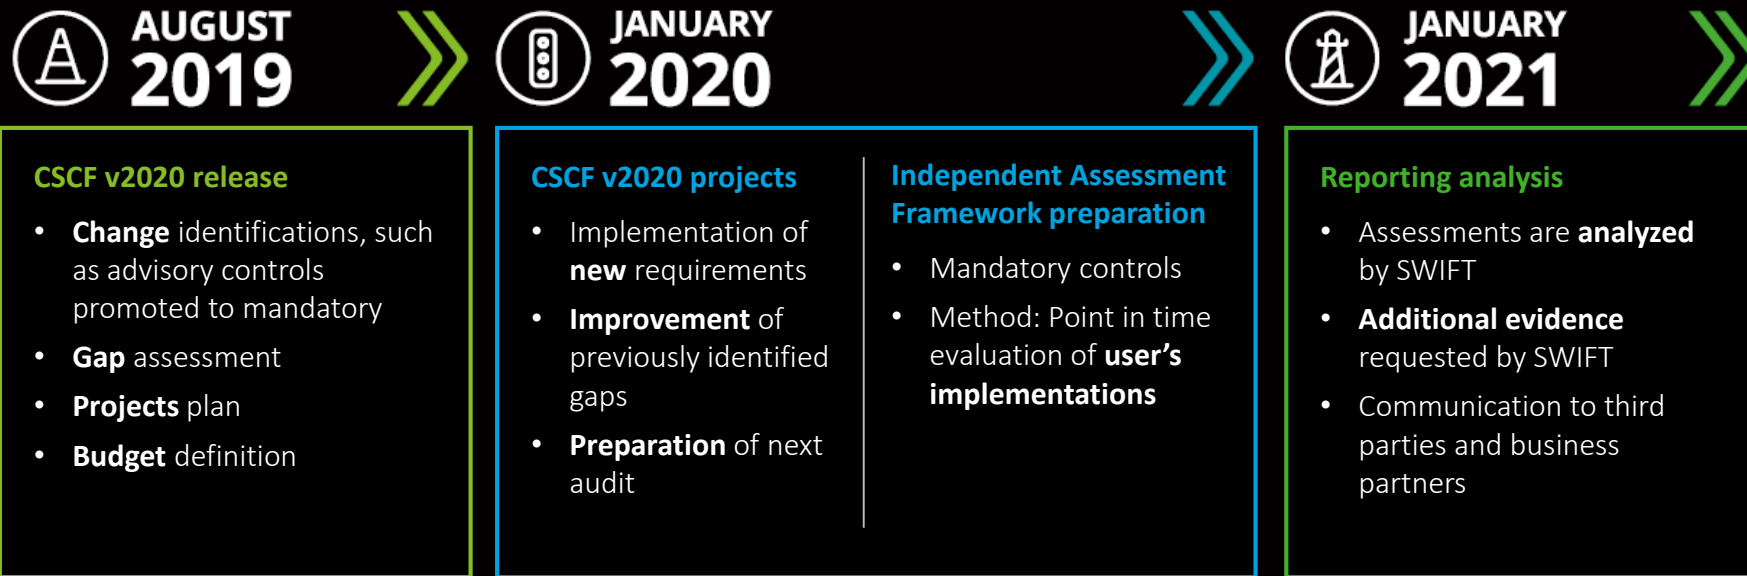 AUGUST
2019
JANUARY
2020
JANUARY
2021
CSCF v2020 release
• Change identifications, such
as advisory controls
promoted to mandatory
• Gap assessment
• Projects plan
• Budget definition
CSCF v2020 projects
• Implementation of
new requirements
• Improvement of
previously identified
gaps
• Preparation of next
audit
Independent Assessment
Framework preparation
• Mandatory controls
• Method: Point in time
evaluation of user’s
implementations
Reporting analysis
• Assessments are analyzed
by SWIFT
• Additional evidence
requested by SWIFT
• Communication to third
parties and business
partners